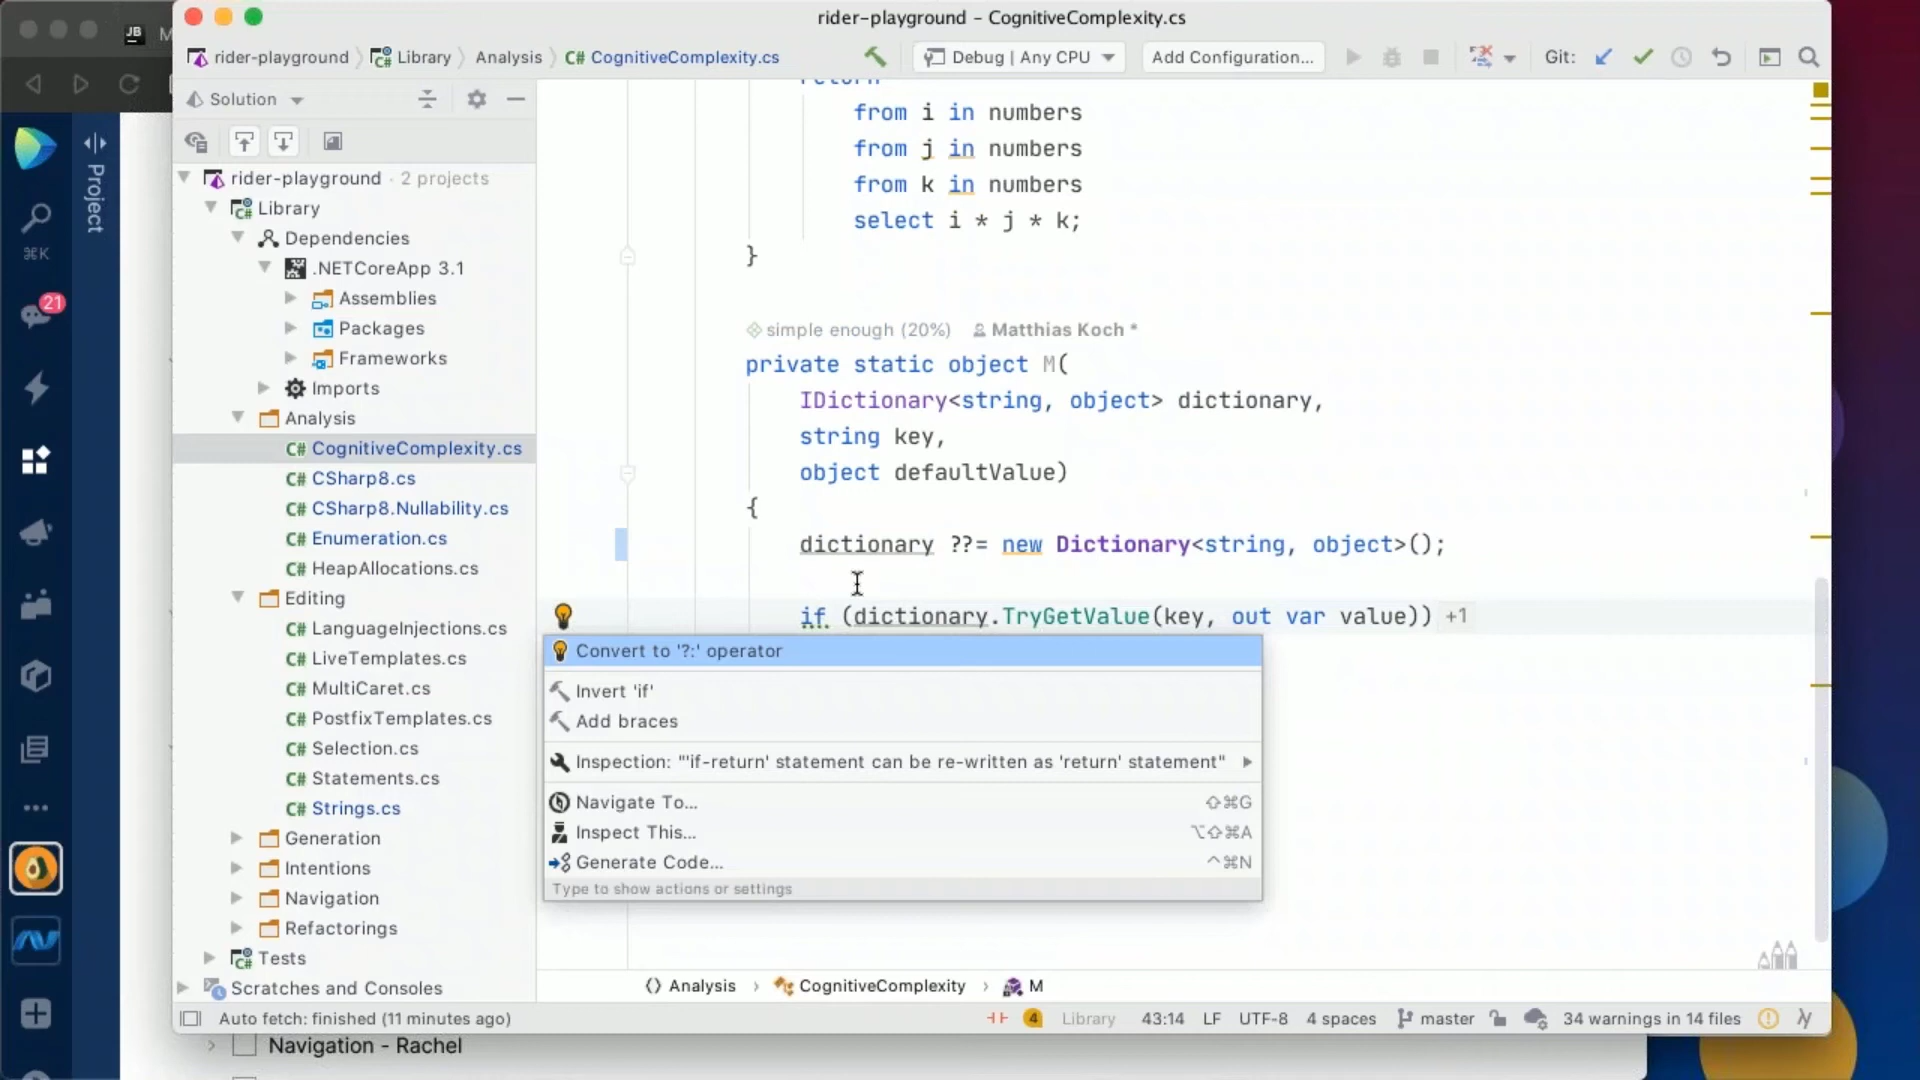 rider-playground – CognitiveComplexity.cs
JB M
rider-playground Library Analysis C# CognitiveComplexity.cs Debug | Any CPU Add Configuration... Git:
Solution
⌘K
21
Project
rider-playground · 2 projects
Library
Dependencies
.NETCoreApp 3.1
Assemblies
Packages
Frameworks
Imports
Analysis
C# CognitiveComplexity.cs
C# CSharp8.cs
C# CSharp8.Nullability.cs
C# Enumeration.cs
C# HeapAllocations.cs
Editing
C# LanguageInjections.cs
C# LiveTemplates.cs
C# MultiCaret.cs
C# PostfixTemplates.cs
C# Selection.cs
C# Statements.cs
C# Strings.cs
Generation
Intentions
Navigation
Refactorings
Tests
Scratches and Consoles
return
from i in numbers
from j in numbers
from k in numbers
select i * j * k;
}
simple enough (20%) Matthias Koch *
private static object M(
IDictionary<string, object> dictionary,
string key,
object defaultValue)
{
dictionary ??= new Dictionary<string, object>();
if (dictionary.TryGetValue(key, out var value)) +1
Convert to '?:' operator
Invert 'if'
Add braces
Inspection: "'if-return' statement can be re-written as 'return' statement"
Navigate To... ⇧⌘G
Inspect This... ⌥⇧⌘A
Generate Code... ^⌘N
Type to show actions or settings
Analysis › CognitiveComplexity › M
Auto fetch: finished (11 minutes ago) 4 Library 43:14 LF UTF-8 4 spaces master 34 warnings in 14 files
Navigation - Rachel